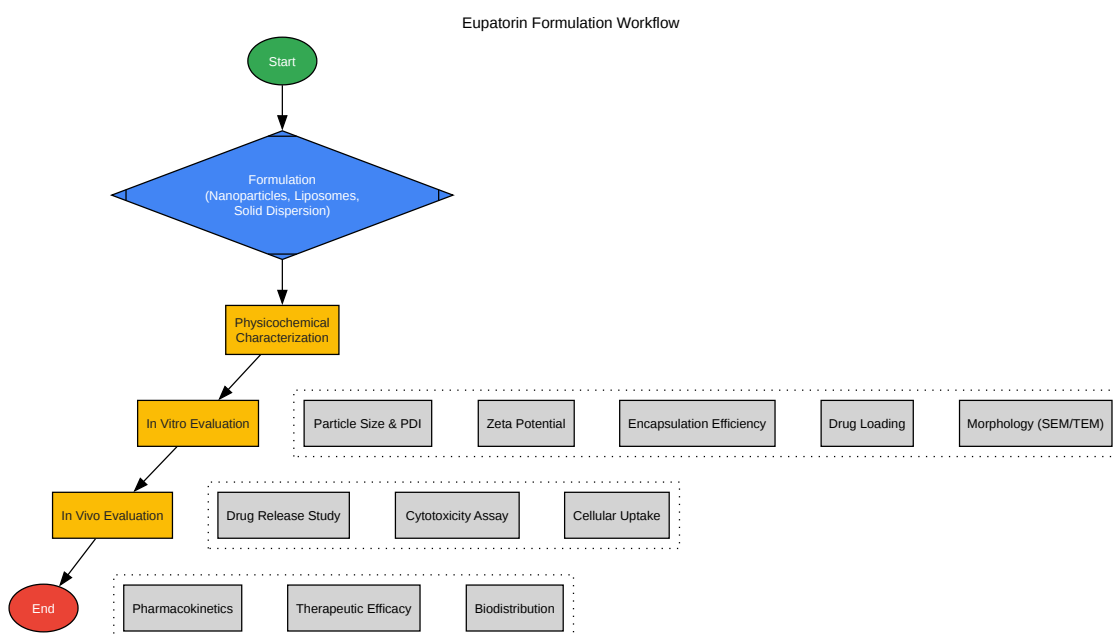 Eupatorin Formulation Workflow
Start
Formulation
(Nanoparticles, Liposomes,
Solid Dispersion)
Physicochemical
Characterization
In Vitro Evaluation
Particle Size & PDI
Zeta Potential
Encapsulation Efficiency
Drug Loading
Morphology (SEM/TEM)
In Vivo Evaluation
Drug Release Study
Cytotoxicity Assay
Cellular Uptake
End
Pharmacokinetics
Therapeutic Efficacy
Biodistribution